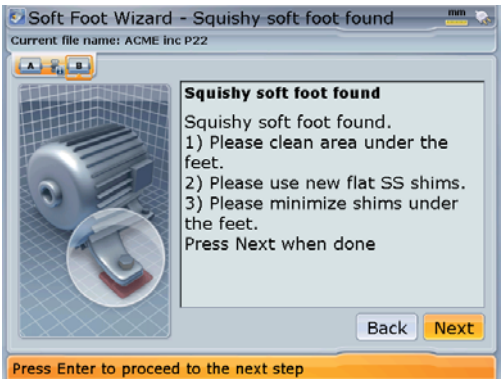 Soft Foot Wizard - Squishy soft foot found
mm
Current file name: ACME inc P22
A B
Squishy soft foot found
Squishy soft foot found.
1) Please clean area under the
feet.
2) Please use new flat SS shims.
3) Please minimize shims under
the feet.
Press Next when done
Back Next
Press Enter to proceed to the next step